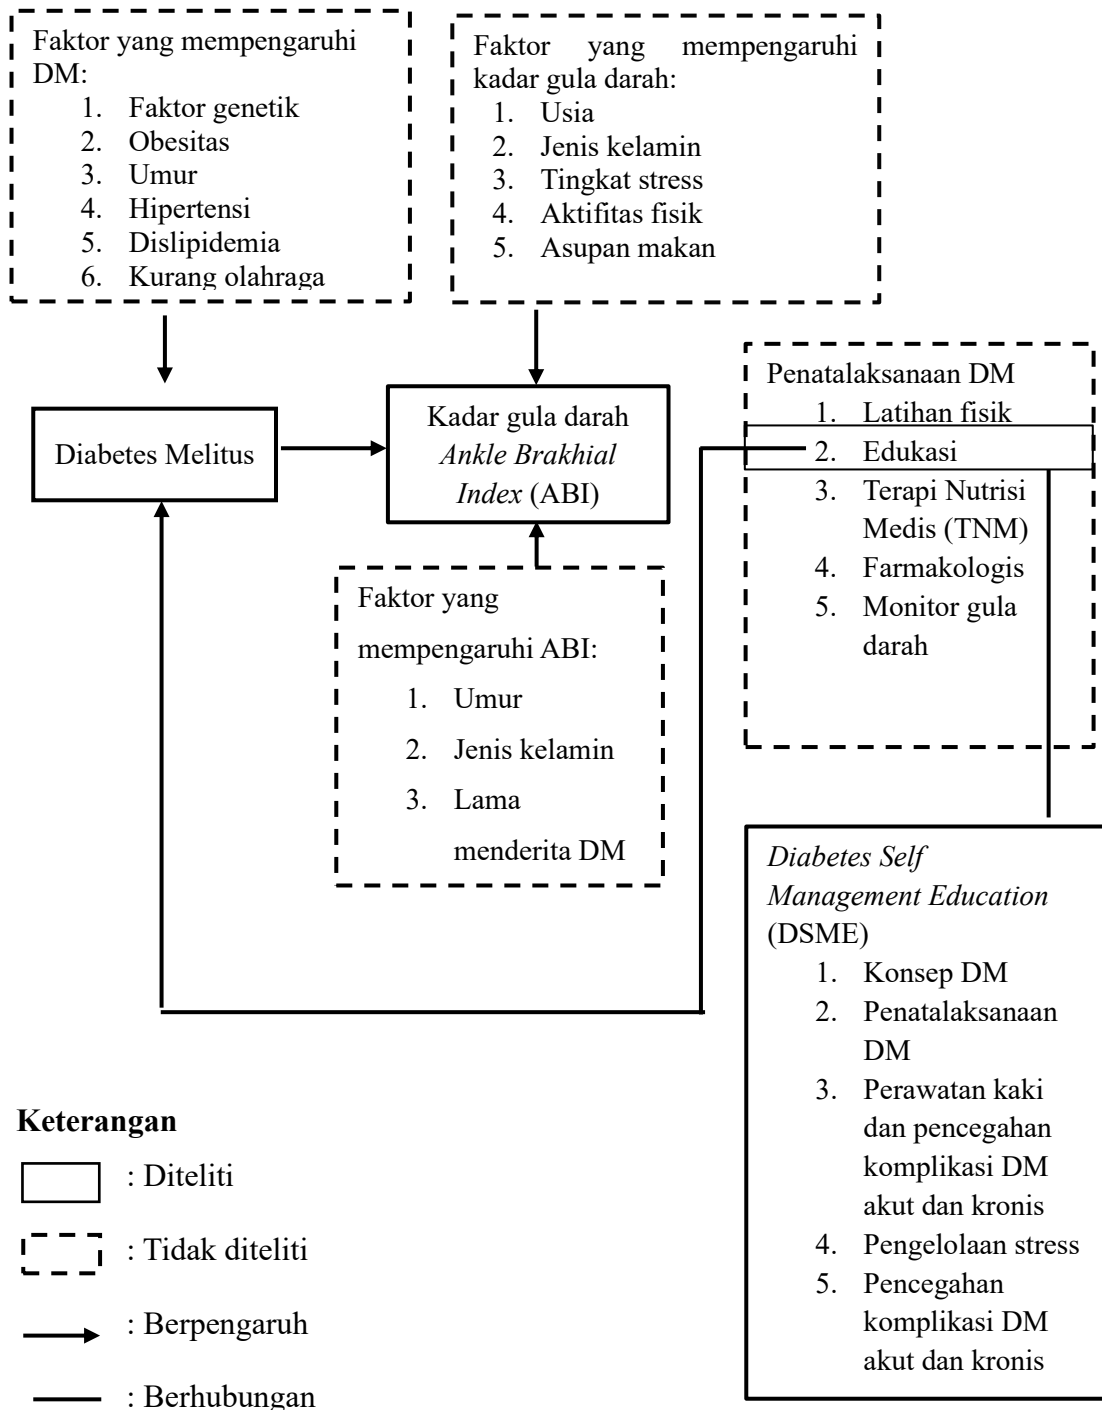 Faktor yang mempengaruhi
DM:
1. Faktor genetik
2. Obesitas
3. Umur
4. Hipertensi
5. Dislipidemia
6. Kurang olahraga
Faktor yang mempengaruhi
kadar gula darah:
1. Usia
2. Jenis kelamin
3. Tingkat stress
4. Aktifitas fisik
5. Asupan makan
Diabetes Melitus
Kadar gula darah
Ankle Brakhial
Index (ABI)
Penatalaksanaan DM
1. Latihan fisik
2. Edukasi
3. Terapi Nutrisi
Medis (TNM)
4. Farmakologis
5. Monitor gula
darah
Faktor yang
mempengaruhi ABI:
1. Umur
2. Jenis kelamin
3. Lama
menderita DM
Diabetes Self
Management Education
(DSME)
1. Konsep DM
2. Penatalaksanaan
DM
3. Perawatan kaki
dan pencegahan
komplikasi DM
akut dan kronis
4. Pengelolaan stress
5. Pencegahan
komplikasi DM
akut dan kronis
Keterangan
: Diteliti
: Tidak diteliti
: Berpengaruh
: Berhubungan